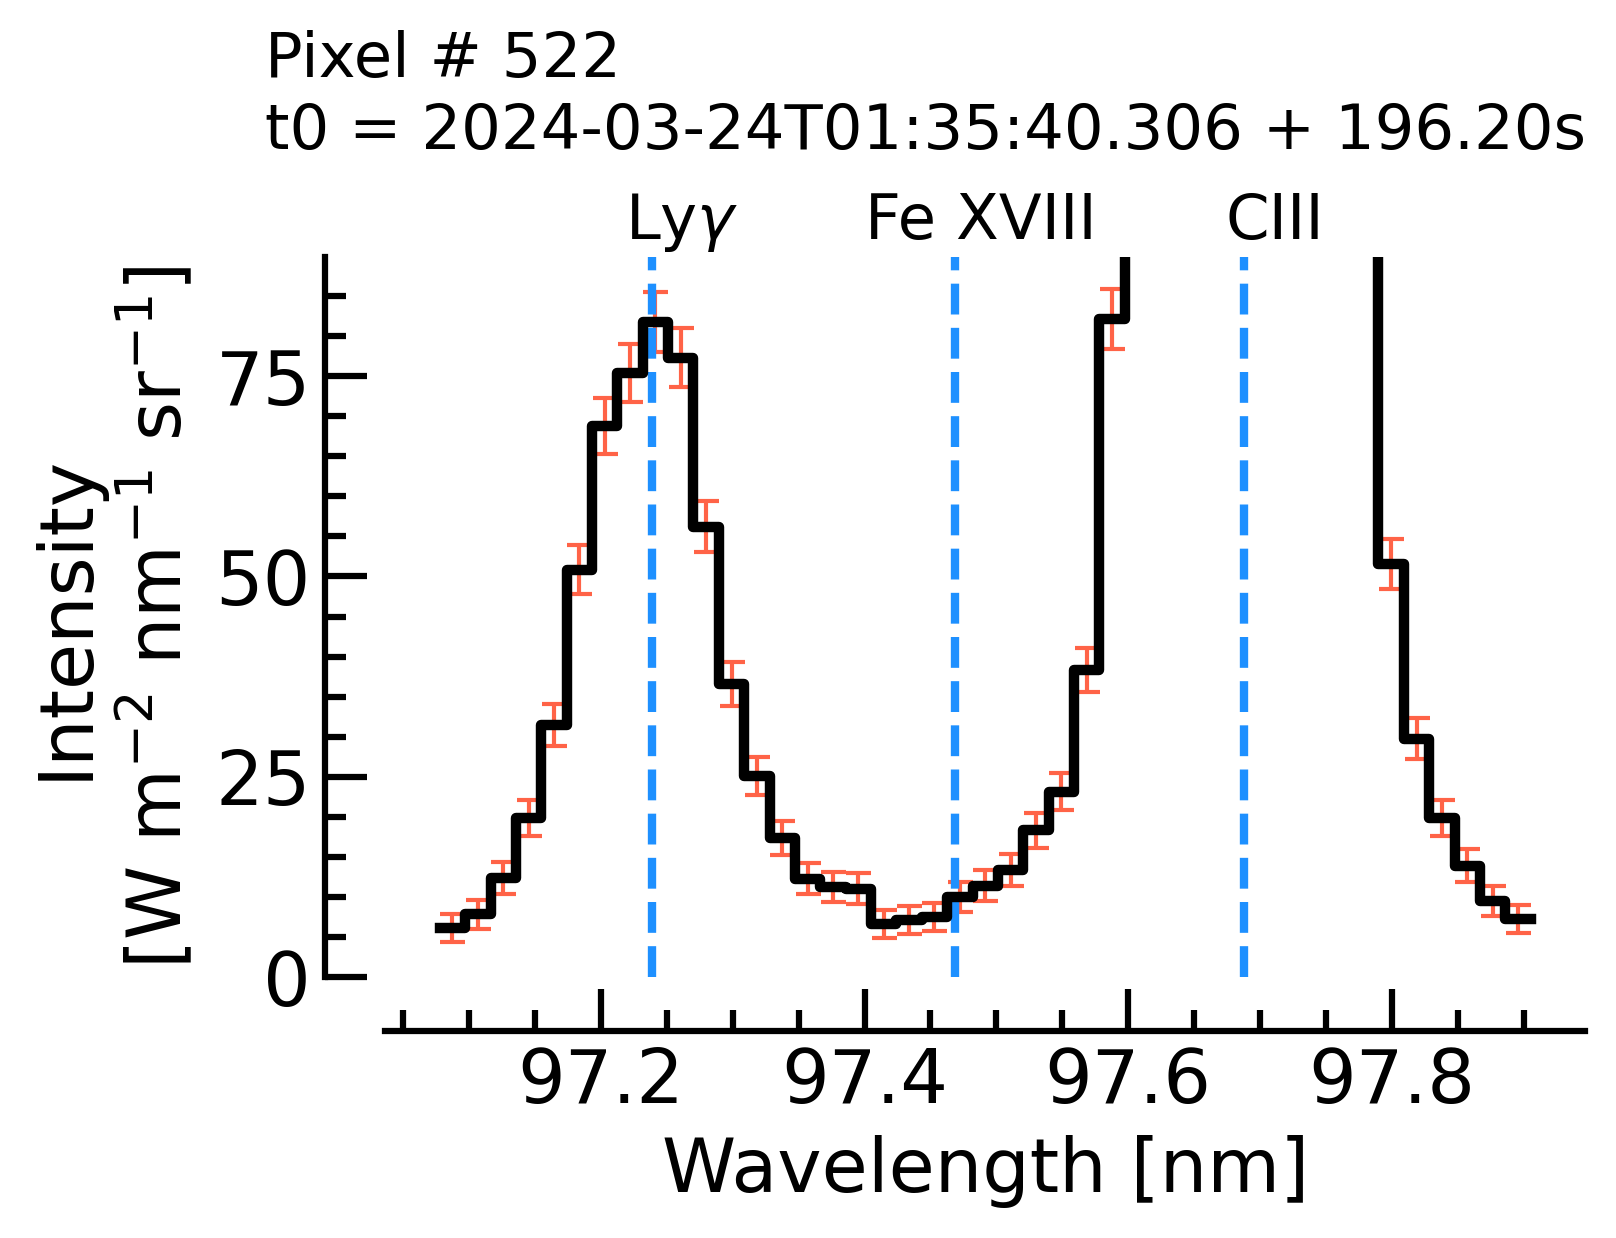 Pixel # 522
t0 = 2024-03-24T01:35:40.306 + 196.20s
Lyγ Fe XVIII CIII
Intensity
[W m⁻² nm⁻¹ sr⁻¹]
75
50
25
0
97.2 97.4 97.6 97.8
Wavelength [nm]